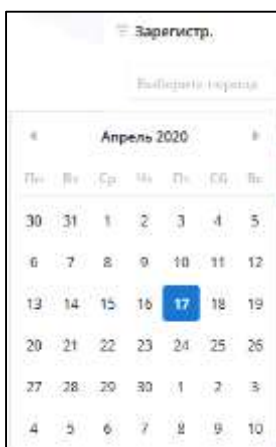 Зарегистр.
Выберите период
Апрель 2020
Пн Вт Ср Чт Пт Сб Вс
30 31 1 2 3 4 5
6 7 8 9 10 11 12
13 14 15 16 17 18 19
20 21 22 23 24 25 26
27 28 29 30 1 2 3
4 5 6 7 8 9 10